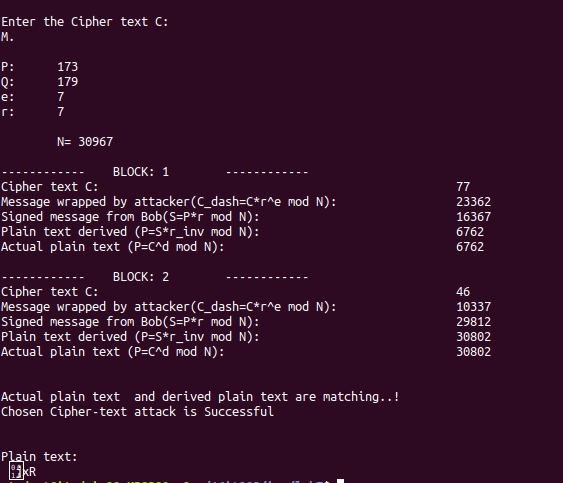 Enter the Cipher text C:
M.
P: 173
Q: 179
e: 7
r: 7
N= 30967
------------ BLOCK: 1 ------------
Cipher text C: 77
Message wrapped by attacker(C_dash=C*r^e mod N): 23362
Signed message from Bob(S=P*r mod N): 16367
Plain text derived (P=S*r_inv mod N): 6762
Actual plain text (P=C^d mod N): 6762
------------ BLOCK: 2 ------------
Cipher text C: 46
Message wrapped by attacker(C_dash=C*r^e mod N): 10337
Signed message from Bob(S=P*r mod N): 29812
Plain text derived (P=S*r_inv mod N): 30802
Actual plain text (P=C^d mod N): 30802
Actual plain text and derived plain text are matching..!
Chosen Cipher-text attack is Successful
Plain text:
xR